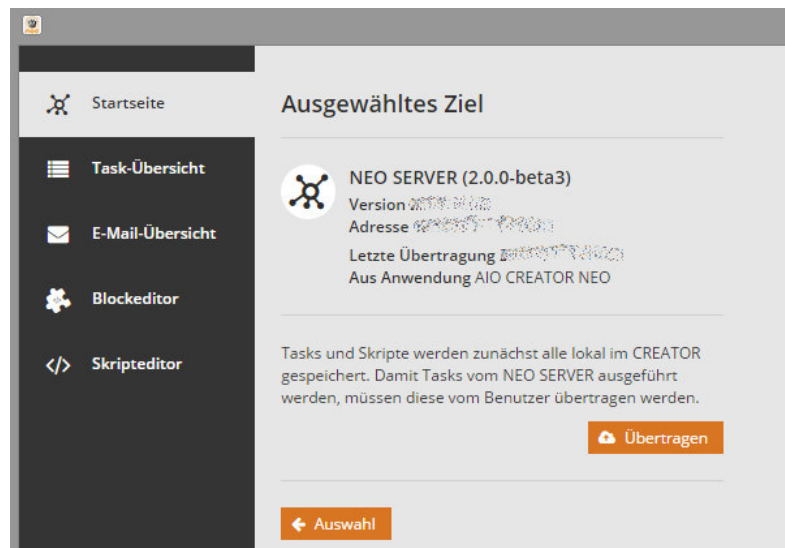 Startseite
Task-Übersicht
E-Mail-Übersicht
Blockeditor
</> Skripteditor
Ausgewähltes Ziel
NEO SERVER (2.0.0-beta3)
Version
Adresse
Letzte Übertragung
Aus Anwendung AIO CREATOR NEO
Tasks und Skripte werden zunächst alle lokal im CREATOR
gespeichert. Damit Tasks vom NEO SERVER ausgeführt
werden, müssen diese vom Benutzer übertragen werden.
Übertragen
Auswahl